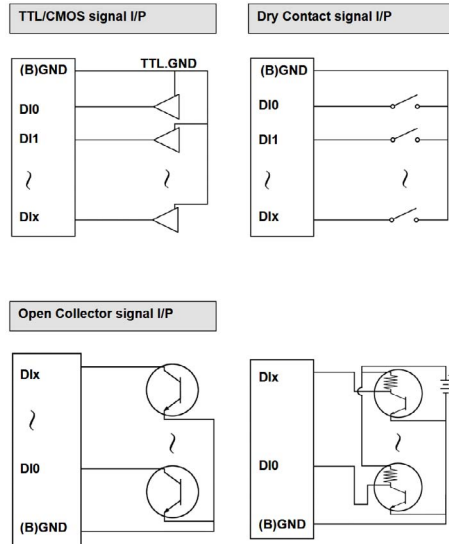 TTL/CMOS signal I/P
(B)GND
TTL.GND
DI0
DI1
DIx
Dry Contact signal I/P
(B)GND
DI0
DI1
DIx
Open Collector signal I/P
DIx
DI0
(B)GND
DIx
DI0
(B)GND